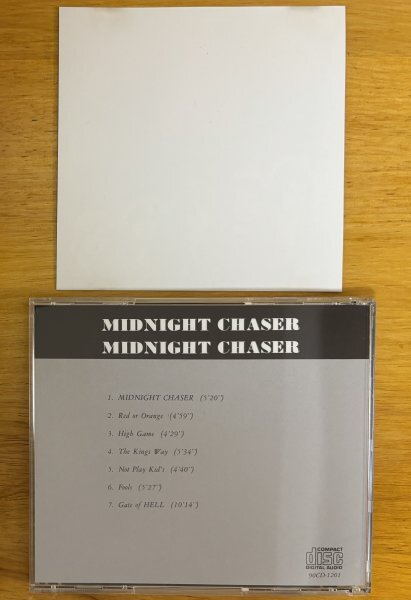 MIDNIGHT CHASER
MIDNIGHT CHASER
1. MIDNIGHT CHASER (5'20")
2. Red or Orange (4'59")
3. High Game (4'29")
4. The Kings Way (5'34")
5. Not Play Kid's (4'40")
6. Fools (5'27")
7. Gate of HELL (10'14")
COMPACT
disc
DIGITAL AUDIO
90CD-1201